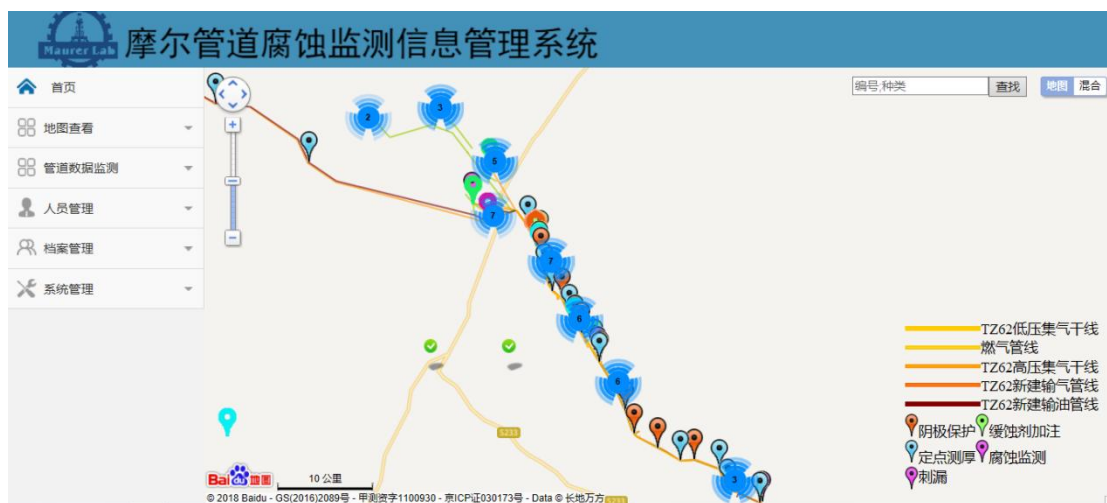 Maurer Lab
摩尔管道腐蚀监测信息管理系统
首页
地图查看
管道数据监测
人员管理
档案管理
系统管理
编号,种类
查找
地图 混合
2
3
5
7
7
6
6
3
S233
S233
TZ62低压集气干线
燃气管线
TZ62高压集气干线
TZ62新建输气管线
TZ62新建输油管线
阴极保护 缓蚀剂加注
定点测厚 腐蚀监测
刺漏
Bai du 地图
10 公里
© 2018 Baidu - GS(2016)2089号 - 甲测资字1100930 - 京ICP证030173号 - Data © 长地万方